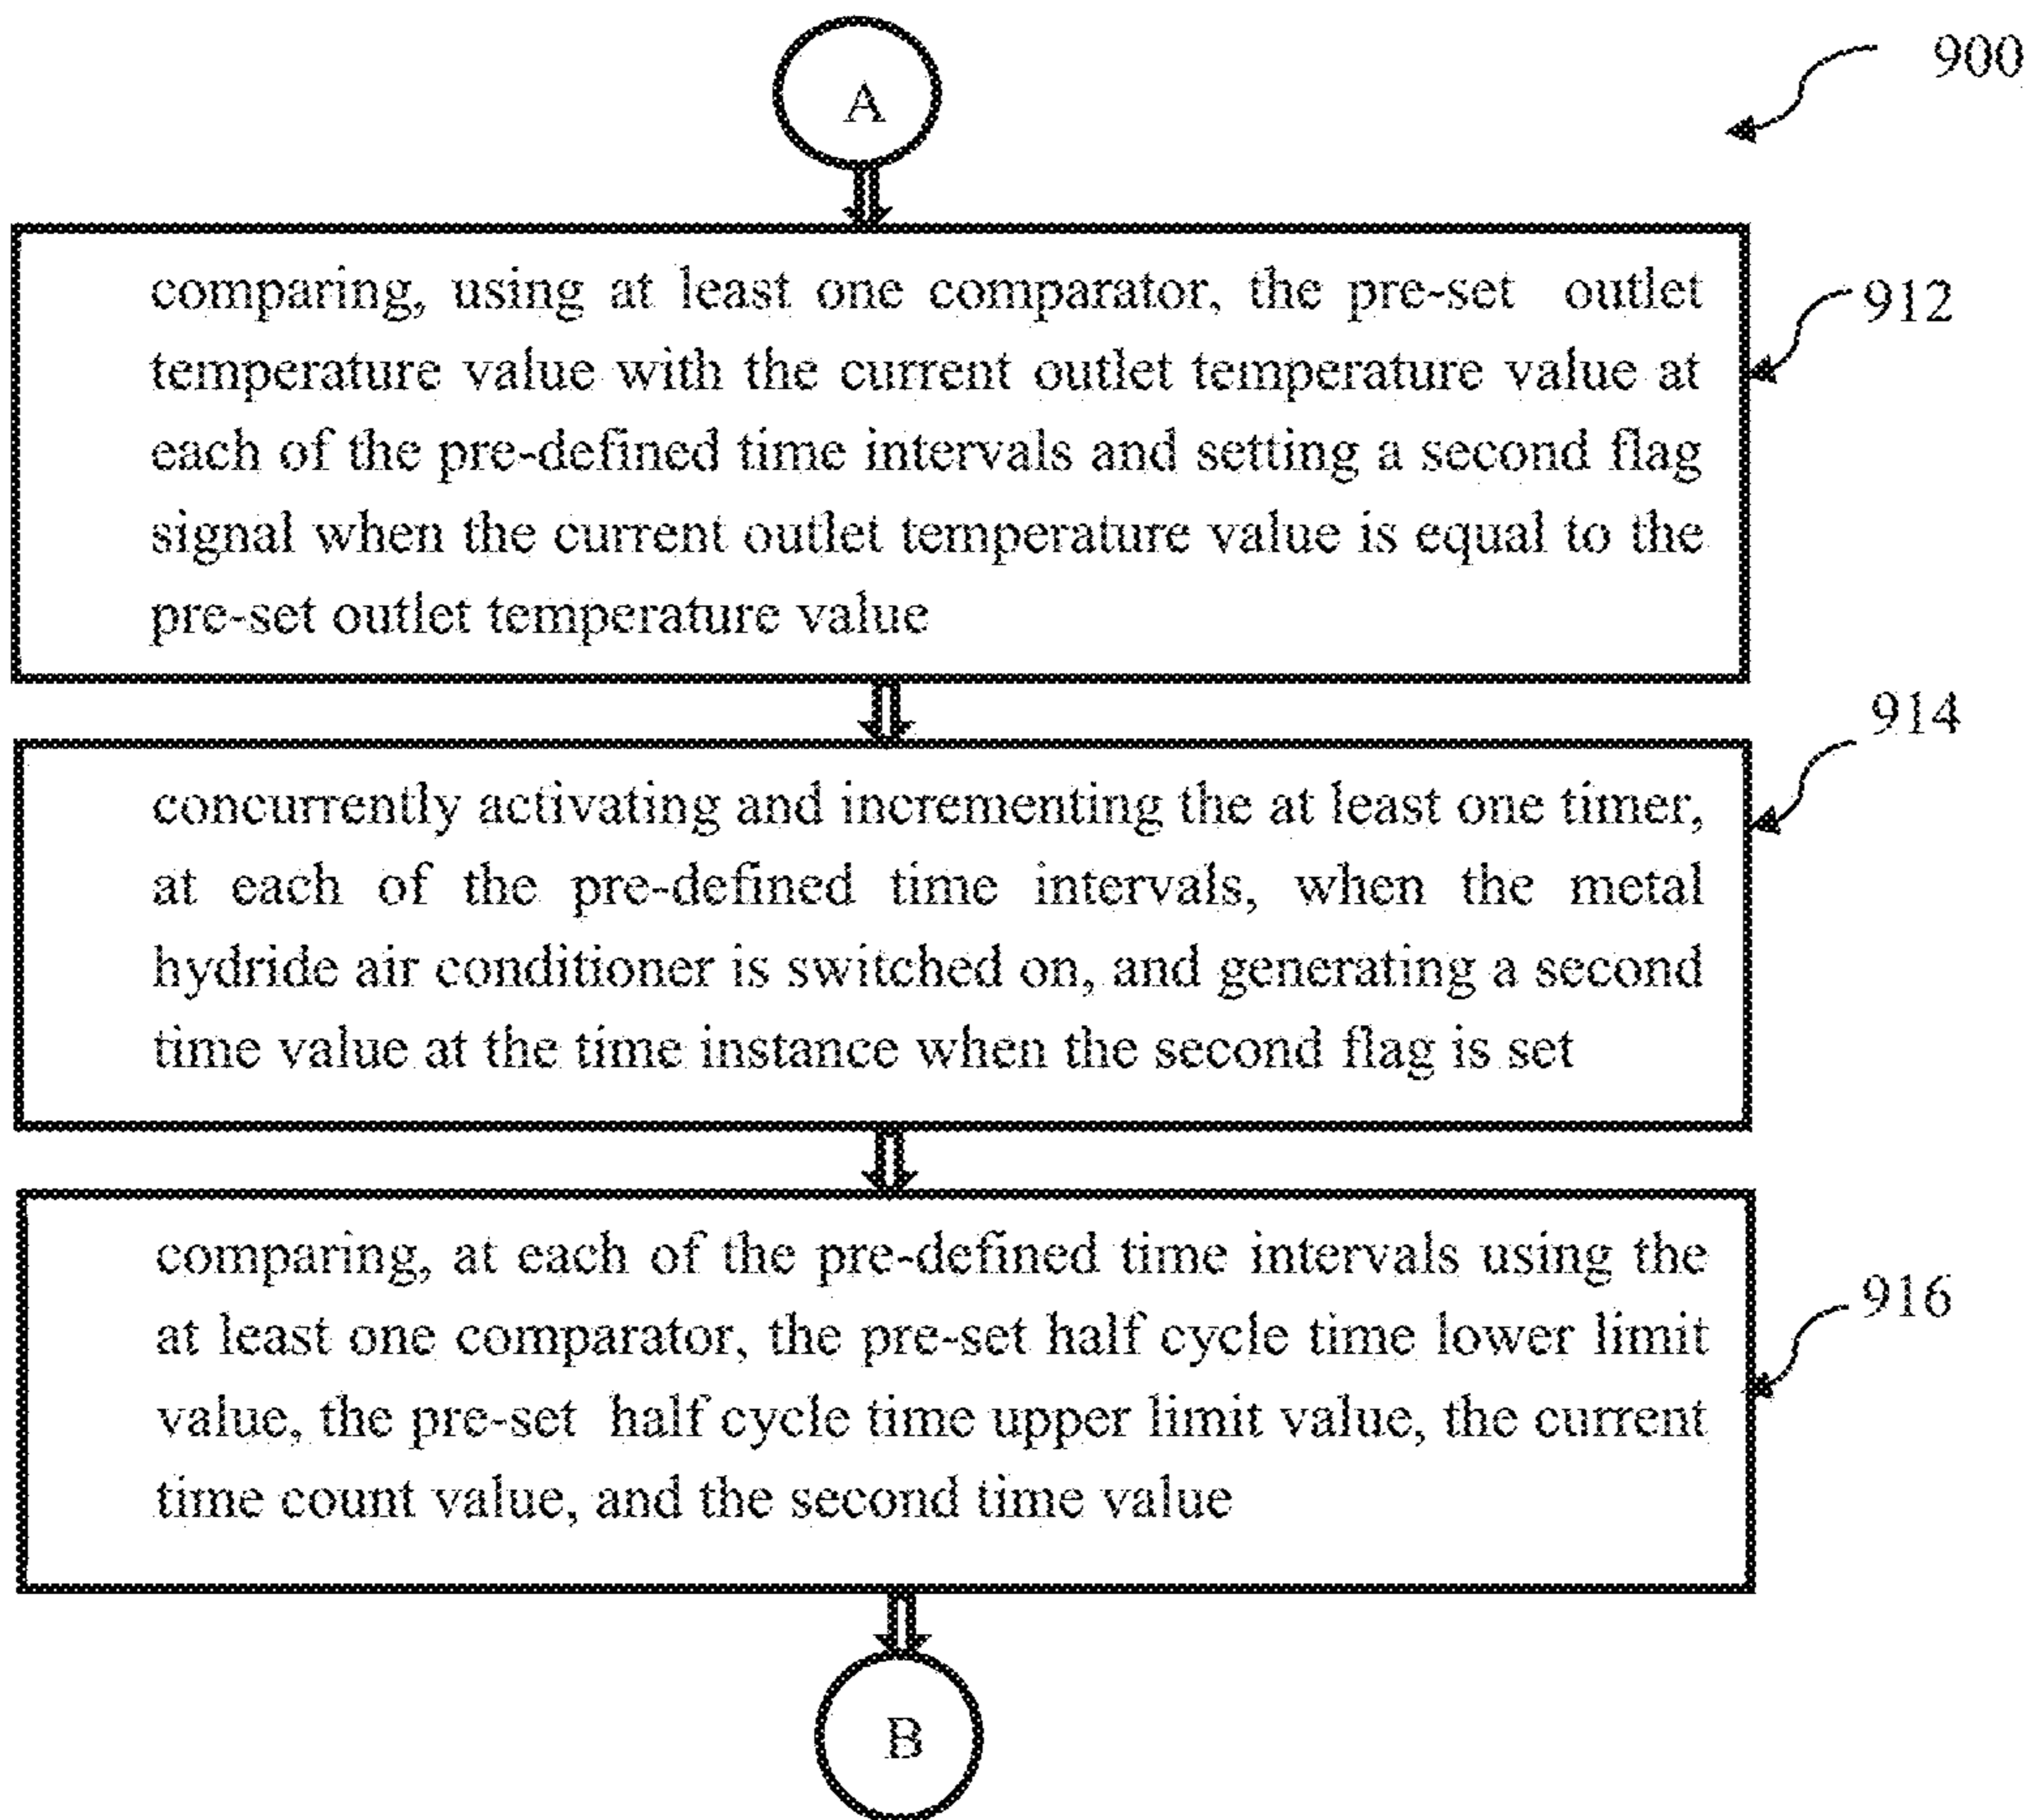 A
900
comparing, using at least one comparator, the pre-set outlet
temperature value with the current outlet temperature value at
each of the pre-defined time intervals and setting a second flag
signal when the current outlet temperature value is equal to the
pre-set outlet temperature value
912
concurrently activating and incrementing the at least one timer,
at each of the pre-defined time intervals, when the metal
hydride air conditioner is switched on, and generating a second
time value at the time instance when the second flag is set
914
comparing, at each of the pre-defined time intervals using the
at least one comparator, the pre-set half cycle time lower limit
value, the pre-set half cycle time upper limit value, the current
time count value, and the second time value
916
B